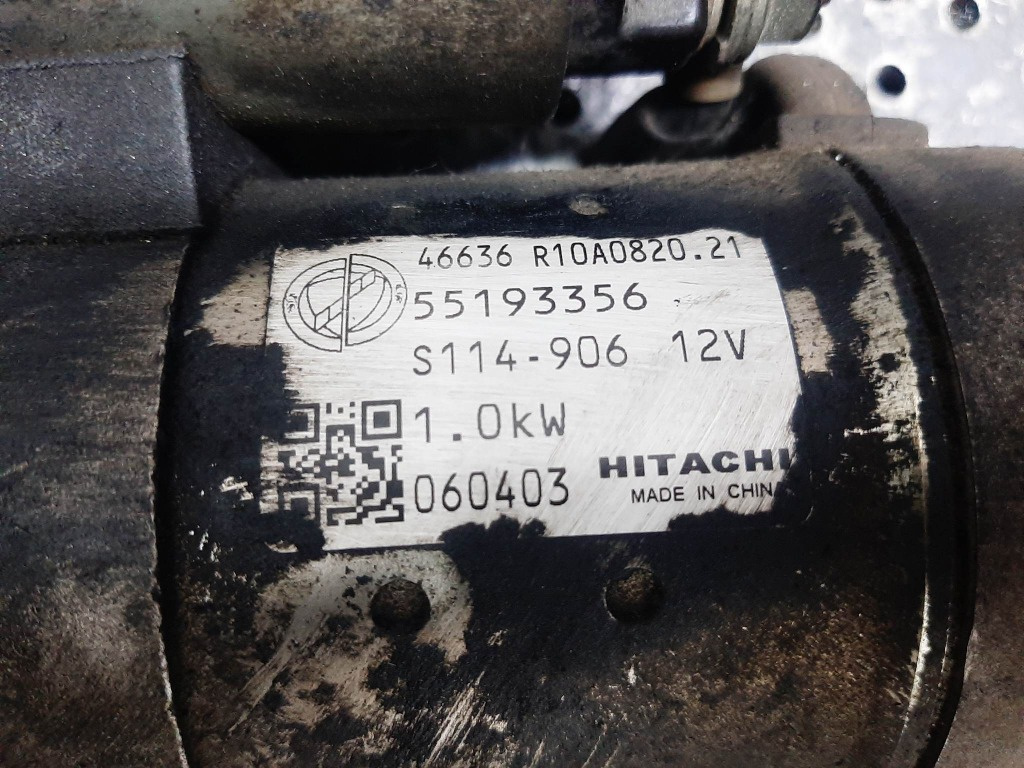 46636 R10A0820.21
55193356
S114-906 12V
1.0kW
060403
HITACHI
MADE IN CHINA